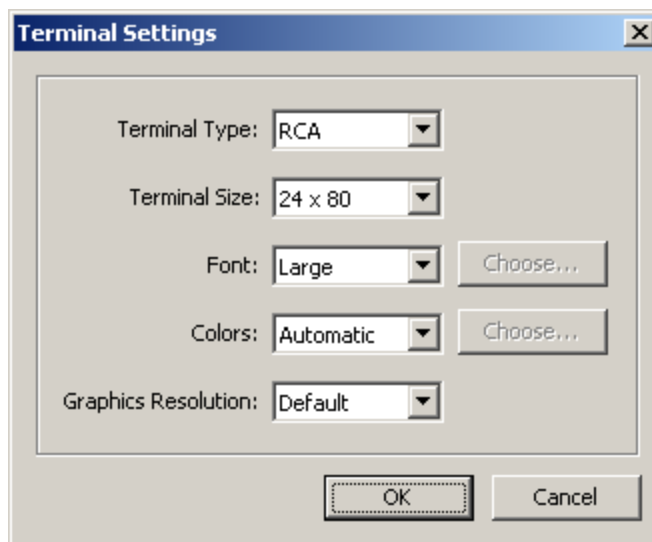 Terminal Settings
Terminal Type: RCA
Terminal Size: 24 x 80
Font: Large Choose...
Colors: Automatic Choose...
Graphics Resolution: Default
OK Cancel